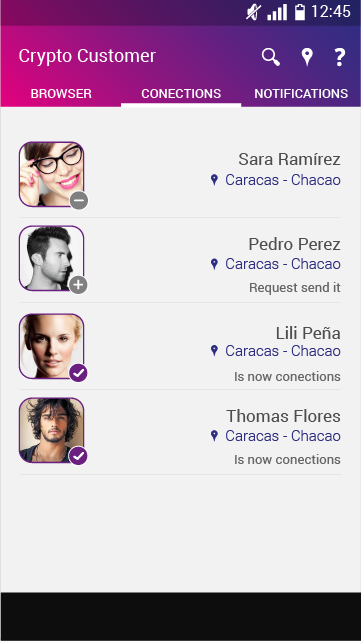 12:45
Crypto Customer
BROWSER CONECTIONS NOTIFICATIONS
Sara Ramírez
Caracas - Chacao
Pedro Perez
Caracas - Chacao
Request send it
Lili Peña
Caracas - Chacao
Is now conections
Thomas Flores
Caracas - Chacao
Is now conections